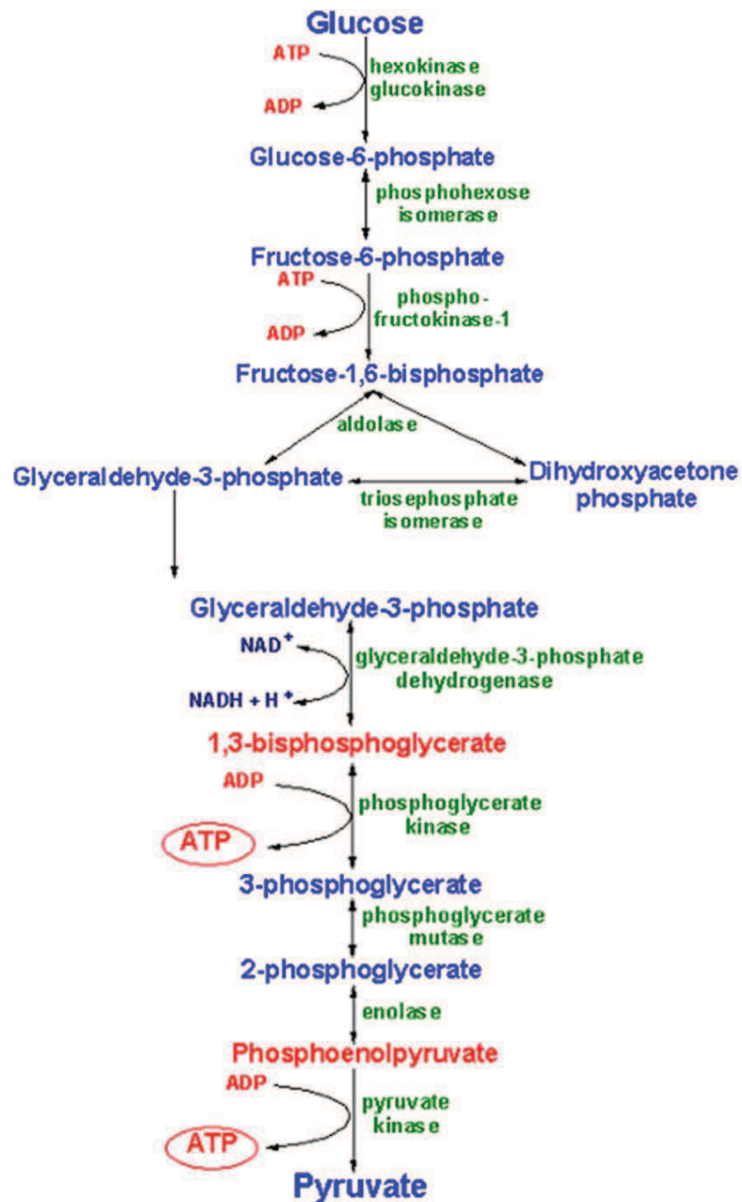 Glucose
ATP
hexokinase
glucokinase
ADP
Glucose-6-phosphate
phosphohexose
isomerase
Fructose-6-phosphate
ATP
phospho-
fructokinase-1
ADP
Fructose-1,6-bisphosphate
aldolase
Glyceraldehyde-3-phosphate
Dihydroxyacetone
phosphate
triosephosphate
isomerase
Glyceraldehyde-3-phosphate
NAD+
glyceraldehyde-3-phosphate
dehydrogenase
NADH + H+
1,3-bisphosphoglycerate
ADP
phosphoglycerate
kinase
ATP
3-phosphoglycerate
phosphoglycerate
mutase
2-phosphoglycerate
enolase
Phosphoenolpyruvate
ADP
pyruvate
kinase
ATP
Pyruvate